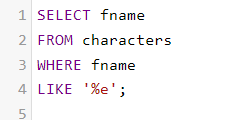 1 SELECT fname
2 FROM characters
3 WHERE fname
4 LIKE '%e';
5